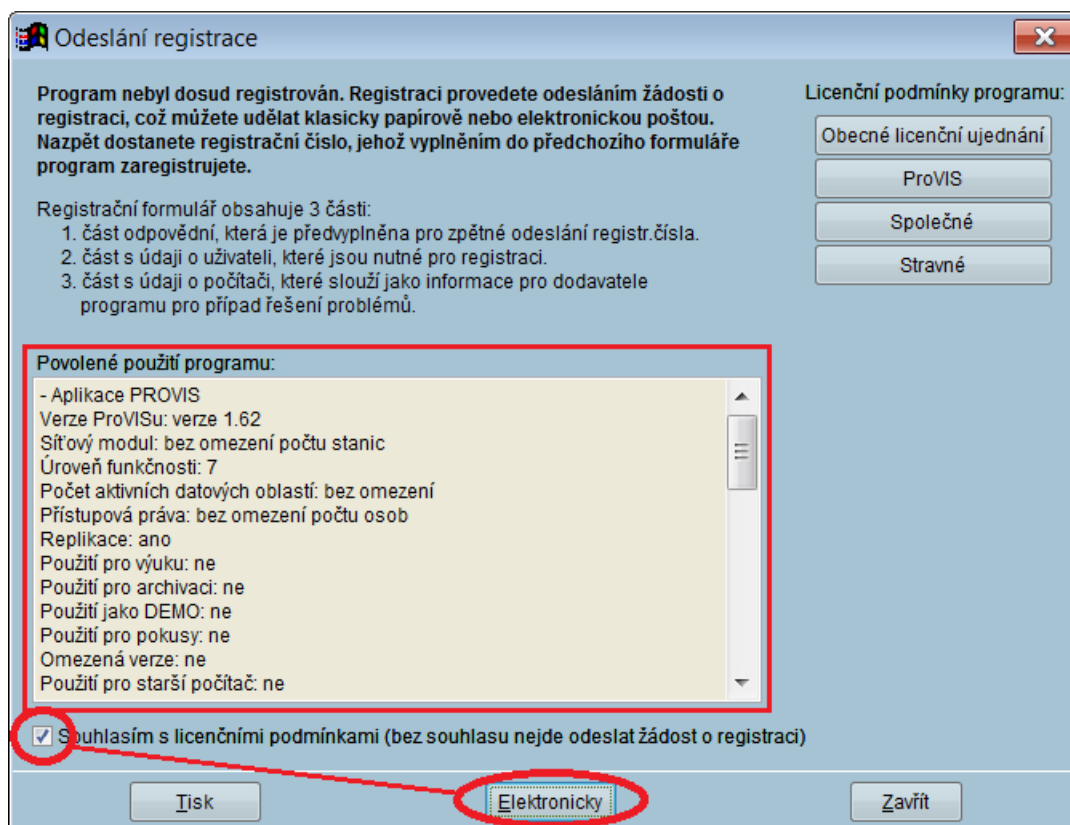 Odeslání registrace
Program nebyl dosud registrován. Registraci provedete odesláním žádosti o
registraci, což můžete udělat klasicky papírově nebo elektronickou poštou.
Nazpět dostanete registrační číslo, jehož vyplněním do předchozího formuláře
program zaregistrujete.
Registrační formulář obsahuje 3 části:
1. část odpovědní, která je předvyplněna pro zpětné odeslání registr.čísla.
2. část s údaji o uživateli, které jsou nutné pro registraci.
3. část s údaji o počítači, které slouží jako informace pro dodavatele
programu pro případ řešení problémů.
Licenční podmínky programu:
Obecné licenční ujednání
ProVIS
Společné
Stravné
Povolené použití programu:
- Aplikace PROVIS
Verze ProVISu: verze 1.62
Síťový modul: bez omezení počtu stanic
Úroveň funkčnosti: 7
Počet aktivních datových oblastí: bez omezení
Přístupová práva: bez omezení počtu osob
Replikace: ano
Použití pro výuku: ne
Použití pro archivaci: ne
Použití jako DEMO: ne
Použití pro pokusy: ne
Omezená verze: ne
Použití pro starší počítač: ne
Souhlasím s licenčními podmínkami (bez souhlasu nejde odeslat žádost o registraci)
Tisk
Elektronicky
Zavřít